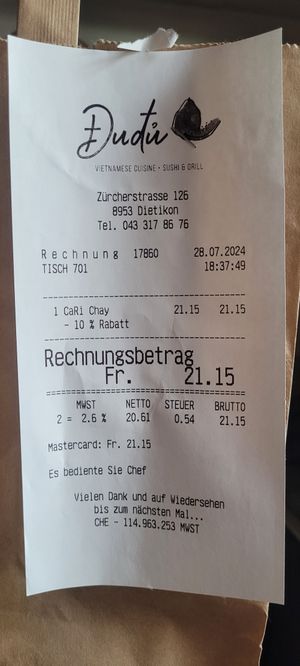 Đudů
VIETNAMESE CUISINE • SUSHI & GRILL
Zürcherstrasse 126
8953 Dietikon
Tel. 043 317 86 76
Rechnung 17860 28.07.2024
TISCH 701 18:37:49
1 CaRi Chay 21.15 21.15
- 10 % Rabatt
Rechnungsbetrag
Fr. 21.15
MWST NETTO STEUER BRUTTO
2 = 2.6 % 20.61 0.54 21.15
Mastercard: Fr. 21.15
Es bediente Sie Chef
Vielen Dank und auf Wiedersehen
bis zum nächsten Mal...
CHE - 114.963.253 MWST